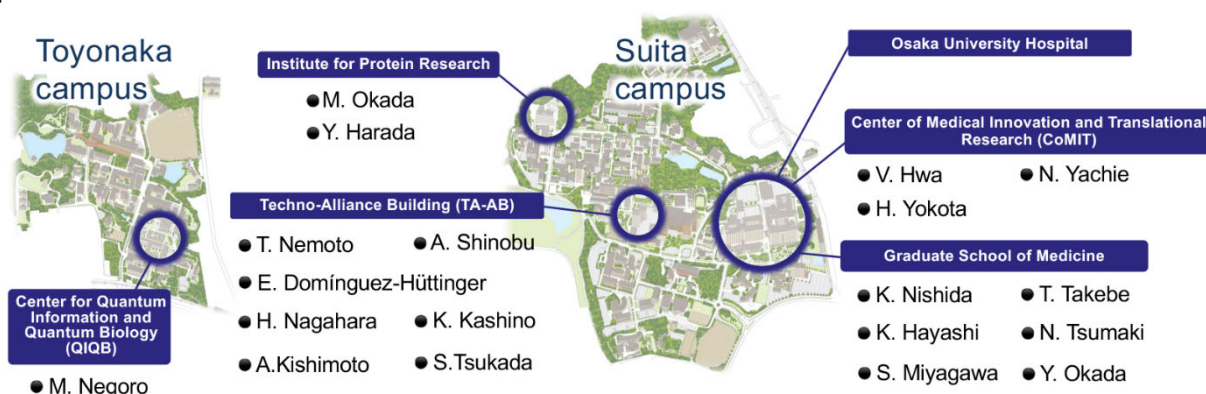 Toyonaka
campus
Center for Quantum
Information and
Quantum Biology
(QIQB)
M. Negoro
Institute for Protein Research
M. Okada
Y. Harada
Techno-Alliance Building (TA-AB)
T. Nemoto
A. Shinobu
E. Domínguez-Hüttinger
H. Nagahara
K. Kashino
A.Kishimoto
S.Tsukada
Suita
campus
Osaka University Hospital
Center of Medical Innovation and Translational
Research (CoMIT)
V. Hwa
N. Yachie
H. Yokota
Graduate School of Medicine
K. Nishida
T. Takebe
K. Hayashi
N. Tsumaki
S. Miyagawa
Y. Okada